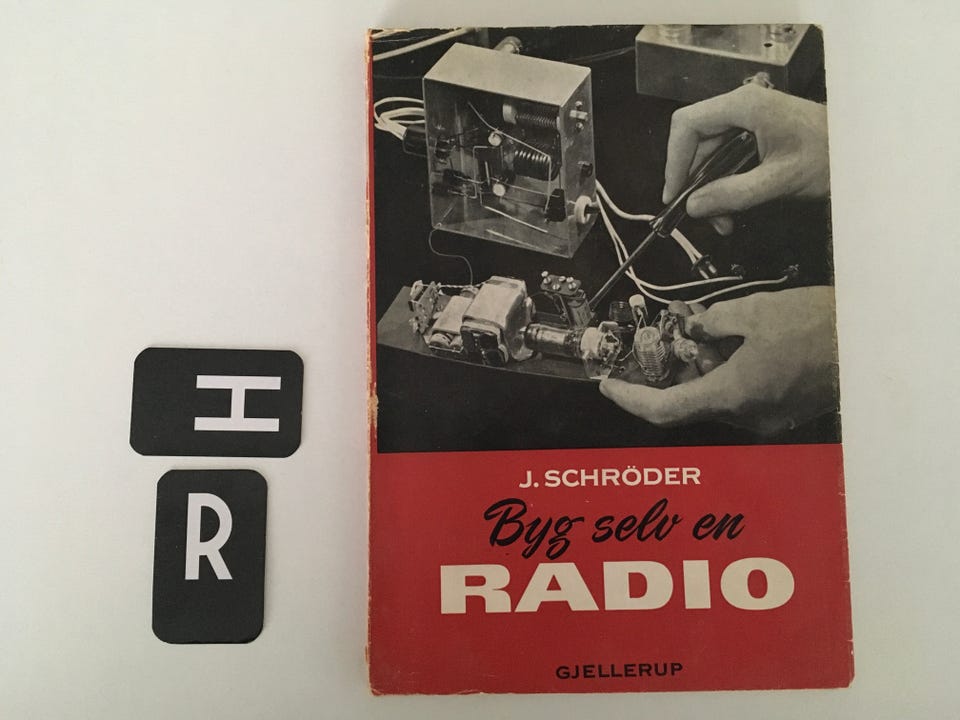 H
R
J. SCHRÖDER
Byg selv en
RADIO
GJELLERUP